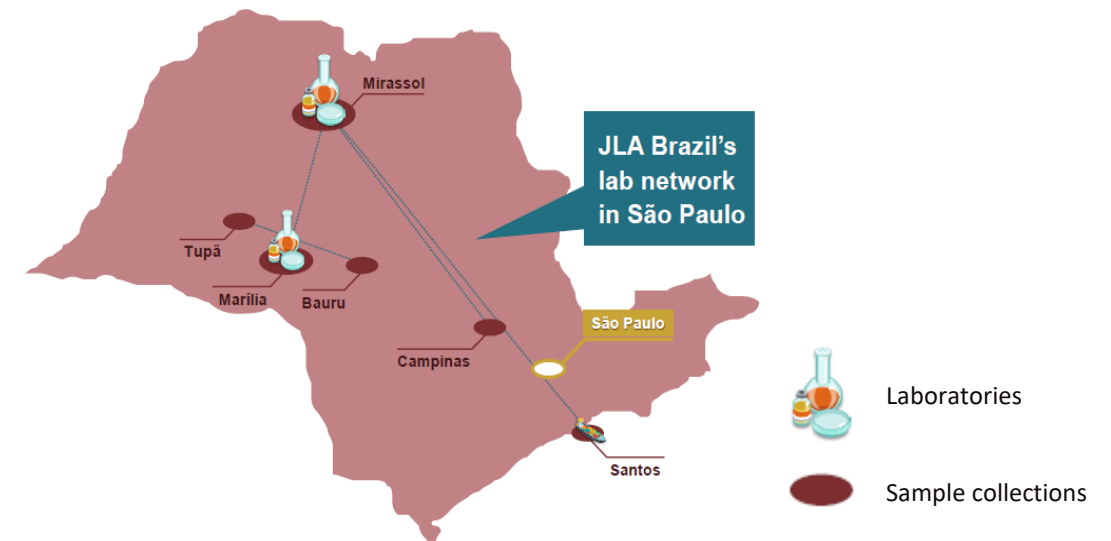 Mirassol
JLA Brazil's
lab network
in São Paulo
Tupã
Marília
Bauru
São Paulo
Campinas
Laboratories
Santos
Sample collections